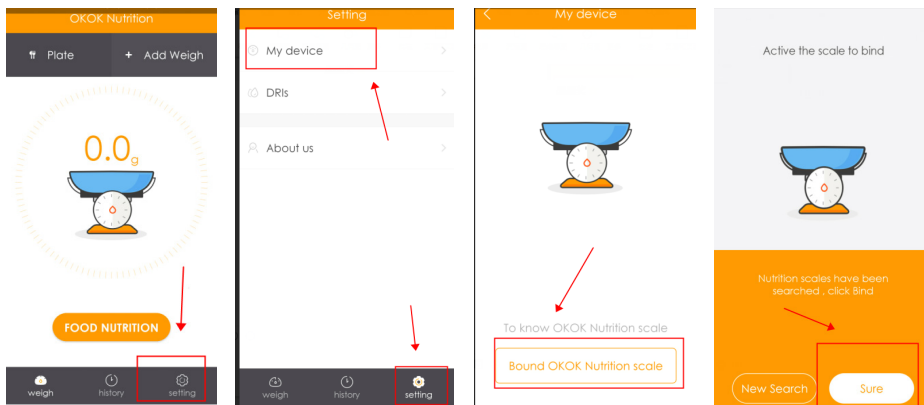 OKOK Nutrition
Plate
+ Add Weigh
0.0g
FOOD NUTRITION
weigh
history
setting
Setting
My device
DRIs
About us
weigh
history
setting
My device
To know OKOK Nutrition scale
Bound OKOK Nutrition scale
Active the scale to bind
Nutrition scales have been
searched , click Bind
New Search
Sure